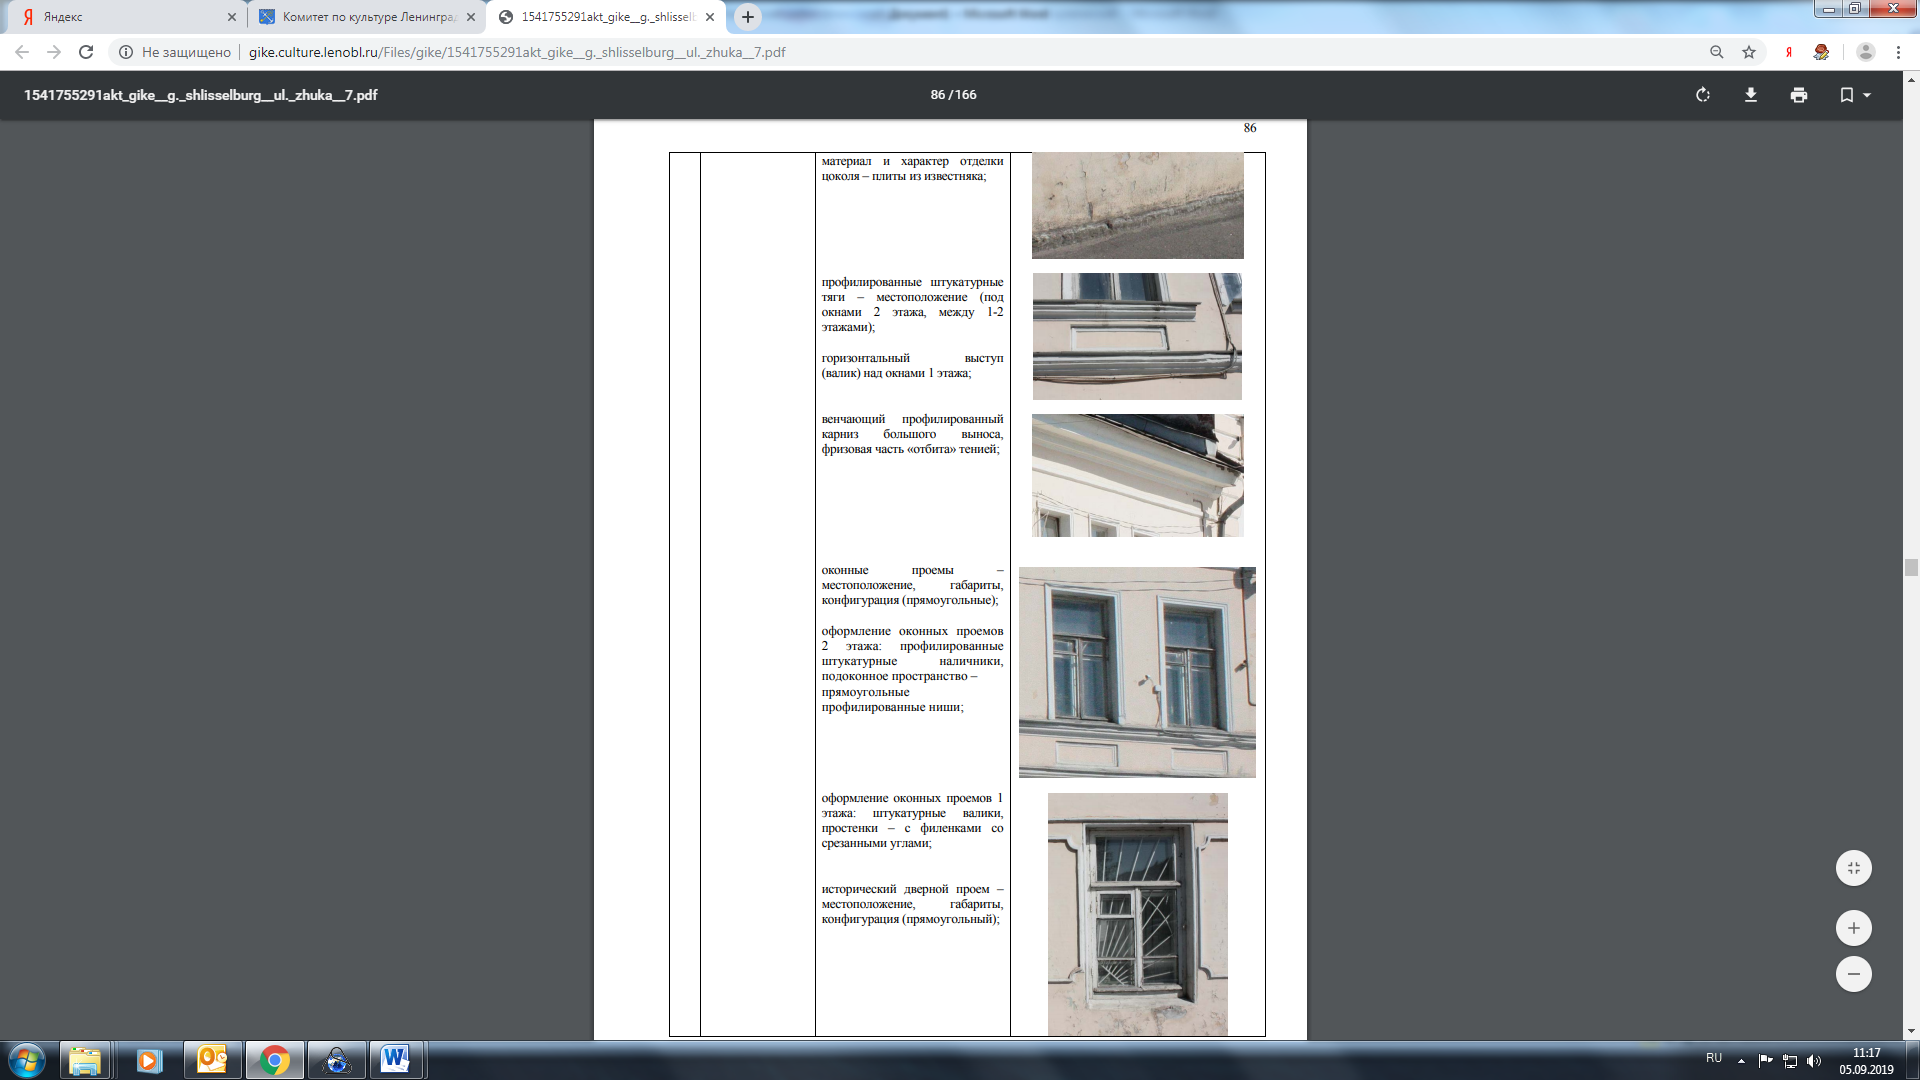 Яндекс
Комитет по культуре Ленинград
1541755291akt_gike__g._shlisselb
Не защищено
gike.culture.lenobl.ru/Files/gike/1541755291akt_gike__g._shlisselburg__ul._zhuka__7.pdf
1541755291akt_gike__g._shlisselburg__ul._zhuka__7.pdf
86 / 166
86
материал и характер отделки
цоколя – плиты из известняка;
профилированные штукатурные
тяги – местоположение (под
окнами 2 этажа, между 1-2
этажами);
горизонтальный выступ
(валик) над окнами 1 этажа;
венчающий профилированный
карниз большого выноса,
фризовая часть «отбита» тенией;
оконные проемы –
местоположение, габариты,
конфигурация (прямоугольные);
оформление оконных проемов
2 этажа: профилированные
штукатурные наличники,
подоконное пространство –
прямоугольные
профилированные ниши;
оформление оконных проемов 1
этажа: штукатурные валики,
простенки – с филенками со
срезанными углами;
исторический дверной проем –
местоположение, габариты,
конфигурация (прямоугольный);
RU
11:17
05.09.2019